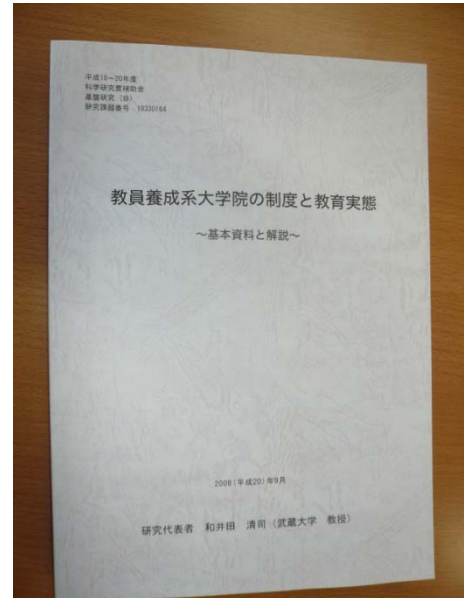 平成18~20年度
科学研究費補助金
基盤研究(B)
研究課題番号 18330164
教員養成系大学院の制度と教育実態
~基本資料と解説~
2008(平成20)年9月
研究代表者 和井田 清司(武蔵大学 教授)